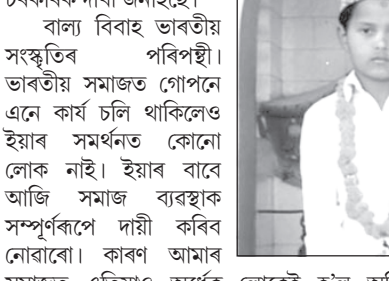 বাল্য বিবাহ ভাৰতীয়
সংস্কৃতিৰ পৰিপন্থী।
ভাৰতীয় সমাজত গোপনে
এনে কাৰ্য চলি থাকিলেও
ইয়াৰ সমৰ্থনত কোনো
লোক নাই। ইয়াৰ বাবে
আজি সমাজ ব্যৱস্থাক
সম্পূৰ্ণৰূপে দায়ী কৰিব
নোৱাৰো। কাৰণ আমাৰ